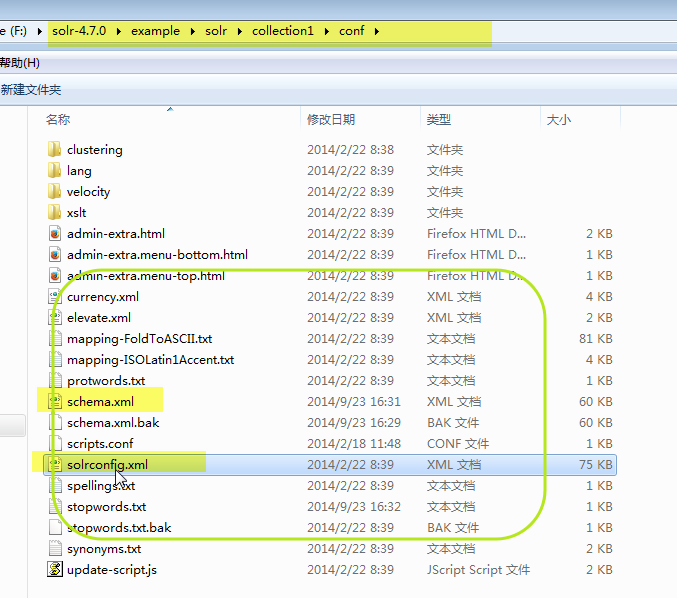 e (F:) solr-4.7.0 example solr collection1 conf
帮助(H)
新建文件夹
名称 修改日期 类型 大小
clustering 2014/2/22 8:38 文件夹
lang 2014/2/22 8:39 文件夹
velocity 2014/2/22 8:39 文件夹
xslt 2014/2/22 8:39 文件夹
admin-extra.html 2014/2/22 8:39 Firefox HTML D... 2 KB
admin-extra.menu-bottom.html 2014/2/22 8:39 Firefox HTML D... 1 KB
admin-extra.menu-top.html 2014/2/22 8:39 Firefox HTML D... 1 KB
currency.xml 2014/2/22 8:39 XML 文档 4 KB
elevate.xml 2014/2/22 8:39 XML 文档 2 KB
mapping-FoldToASCII.txt 2014/2/22 8:39 文本文档 81 KB
mapping-ISOLatin1Accent.txt 2014/2/22 8:39 文本文档 4 KB
protwords.txt 2014/2/22 8:39 文本文档 1 KB
schema.xml 2014/9/23 16:31 XML 文档 60 KB
schema.xml.bak 2014/9/23 16:29 BAK 文件 60 KB
scripts.conf 2014/2/18 11:48 CONF 文件 1 KB
solrconfig.xml 2014/2/22 8:39 XML 文档 75 KB
spellings.txt 2014/2/22 8:39 文本文档 1 KB
stopwords.txt 2014/9/23 16:32 文本文档 1 KB
stopwords.txt.bak 2014/2/22 8:39 BAK 文件 1 KB
synonyms.txt 2014/2/22 8:39 文本文档 2 KB
update-script.js 2014/2/22 8:39 JScript Script 文件 2 KB